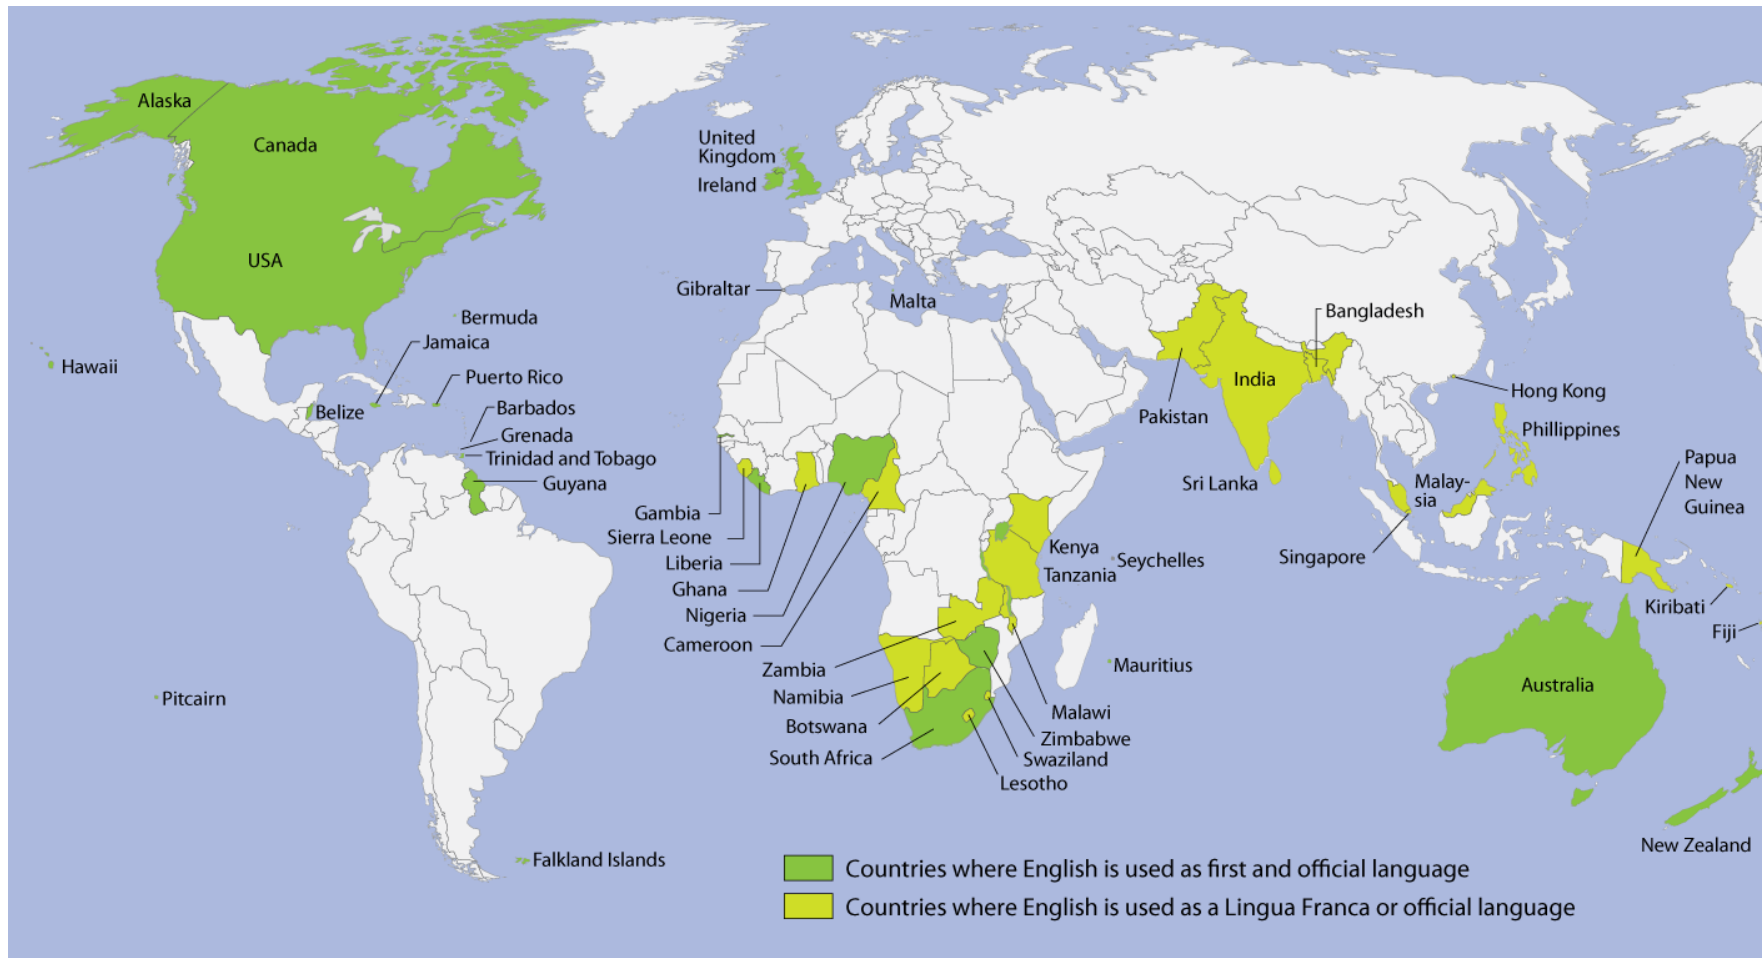 Alaska
Canada
USA
Hawaii
Bermuda
Jamaica
Puerto Rico
Belize
Barbados
Grenada
Trinidad and Tobago
Guyana
Pitcairn
Falkland Islands
United
Kingdom
Ireland
Gibraltar
Malta
Gambia
Sierra Leone
Liberia
Ghana
Nigeria
Cameroon
Zambia
Namibia
Botswana
South Africa
Kenya
Tanzania
Seychelles
Mauritius
Malawi
Zimbabwe
Swaziland
Lesotho
Bangladesh
India
Pakistan
Sri Lanka
Hong Kong
Phillippines
Malay-
sia
Singapore
Papua
New
Guinea
Kiribati
Fiji
Australia
New Zealand
Countries where English is used as first and official language
Countries where English is used as a Lingua Franca or official language